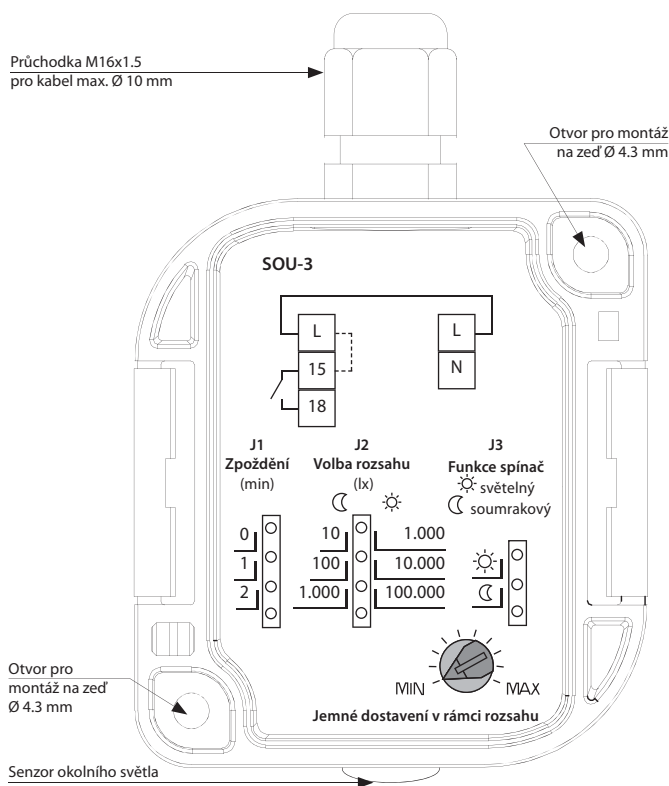 Průchodka M16x1.5
pro kabel max. Ø 10 mm
Otvor pro montáž
na zeď Ø 4.3 mm
SOU-3
L
15
18
L
N
J1
Zpoždění
(min)
0
1
2
J2
Volba rozsahu
(lx)
10 1.000
100 10.000
1.000 100.000
J3
Funkce spínač
světelný
soumrakový
MIN MAX
Jemné dostavení v rámci rozsahu
Otvor pro
montáž na zeď
Ø 4.3 mm
Senzor okolního světla